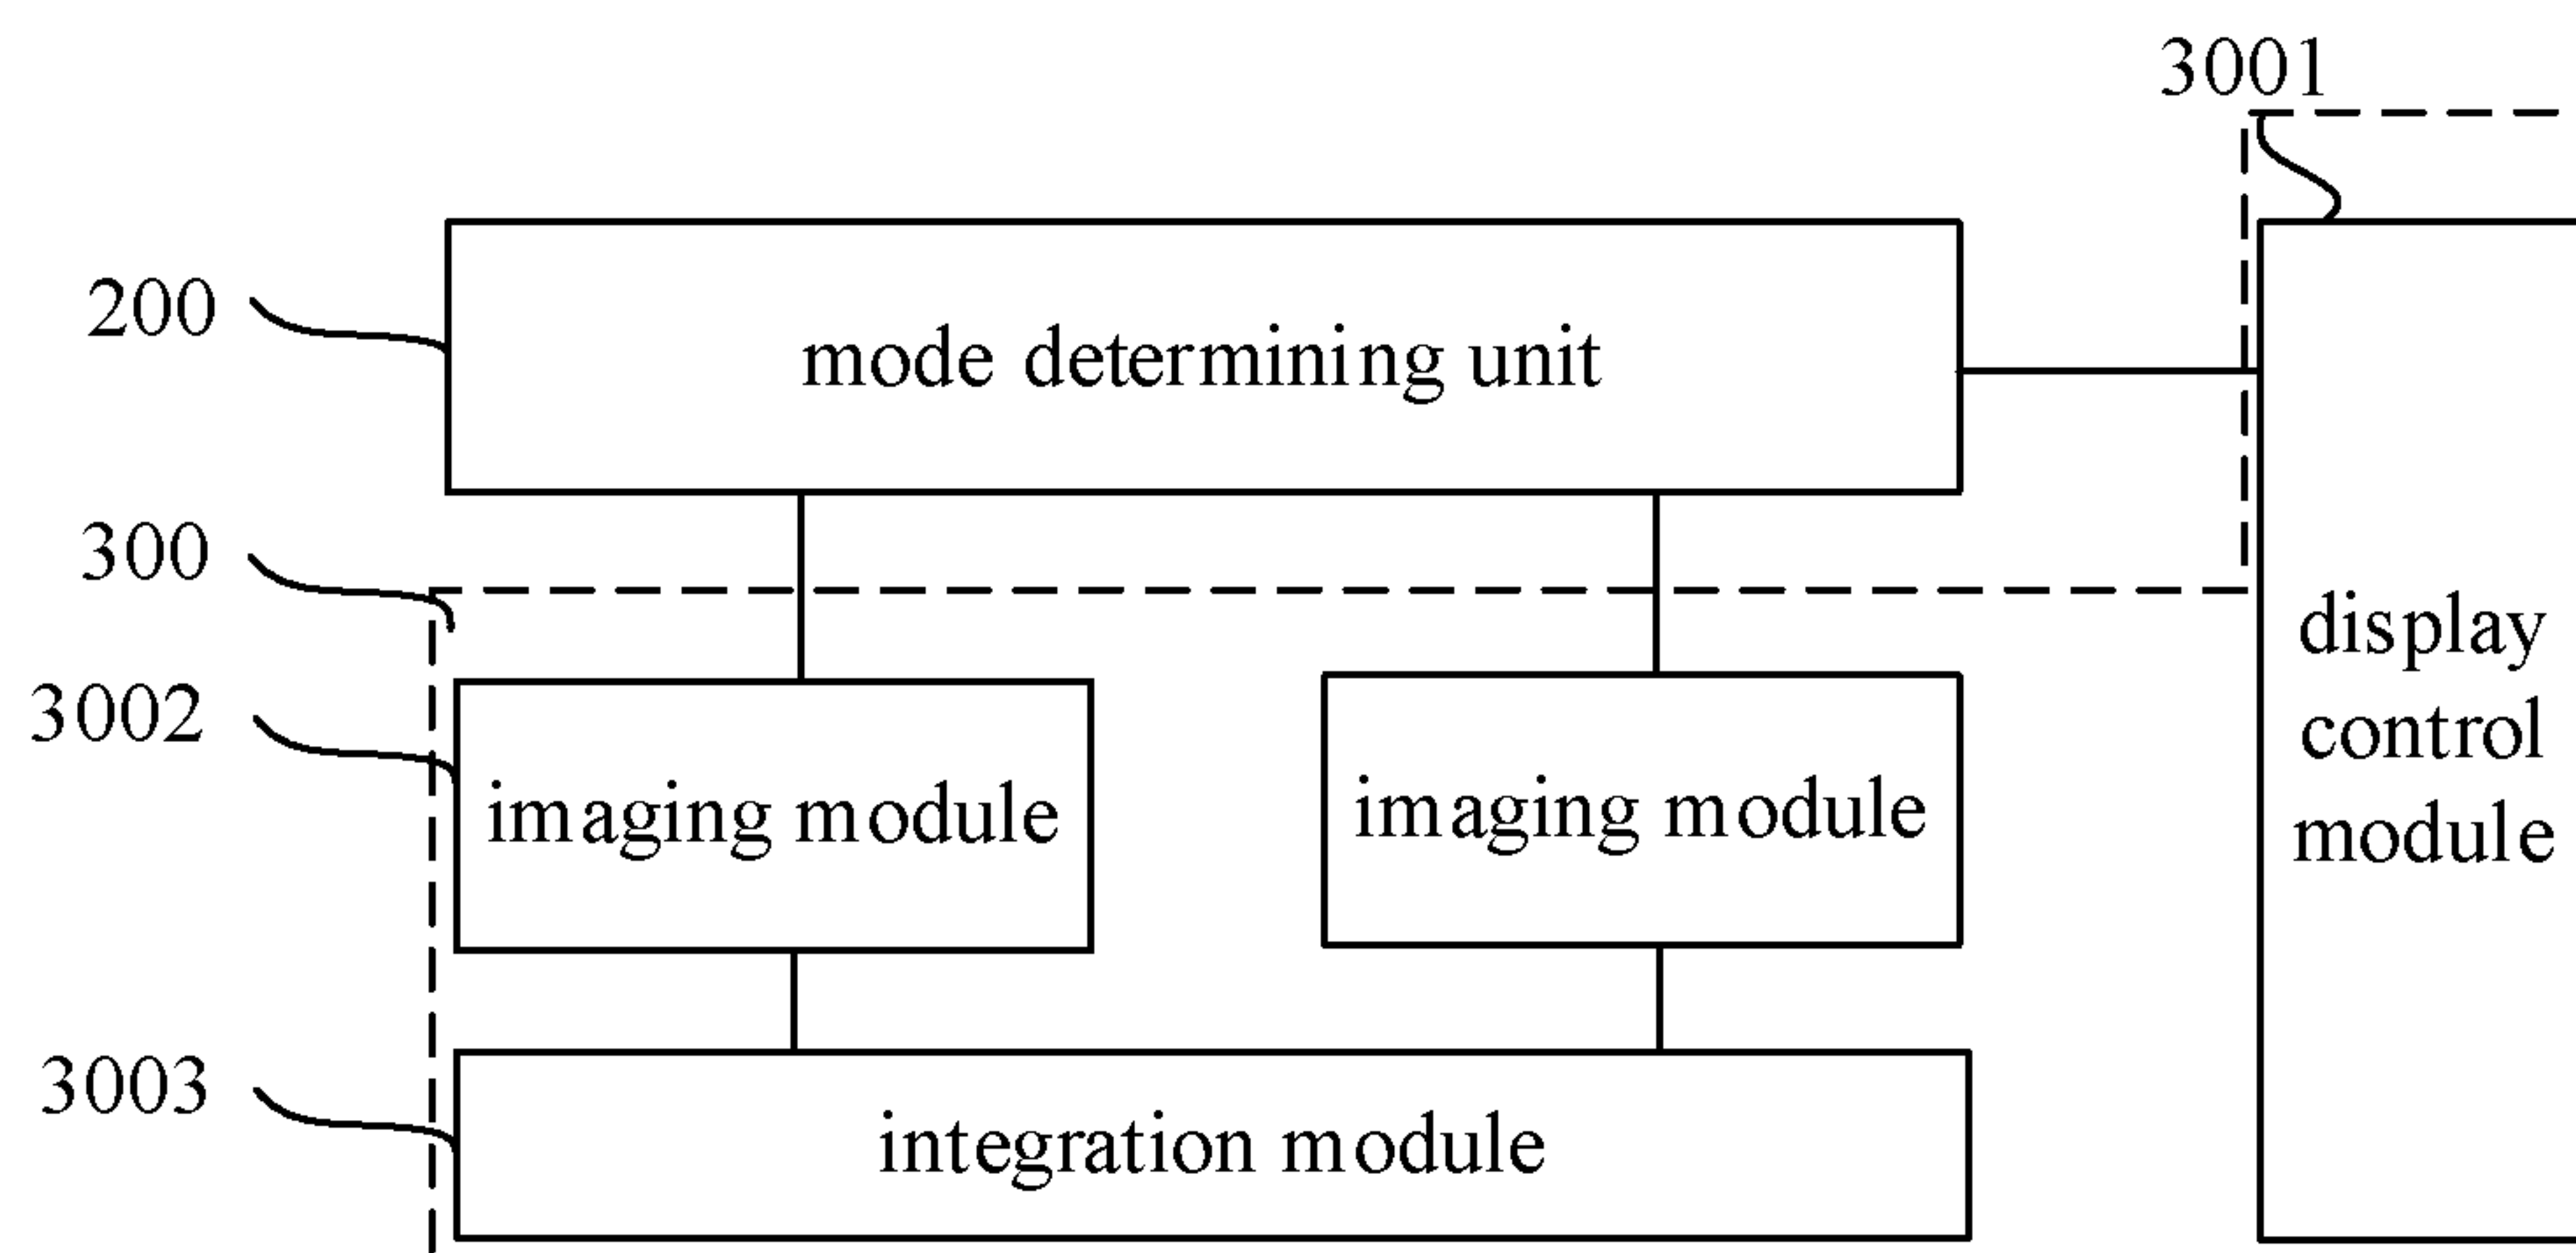 3001
200
mode determining unit
300
3002
imaging module
imaging module
display
control
module
3003
integration module